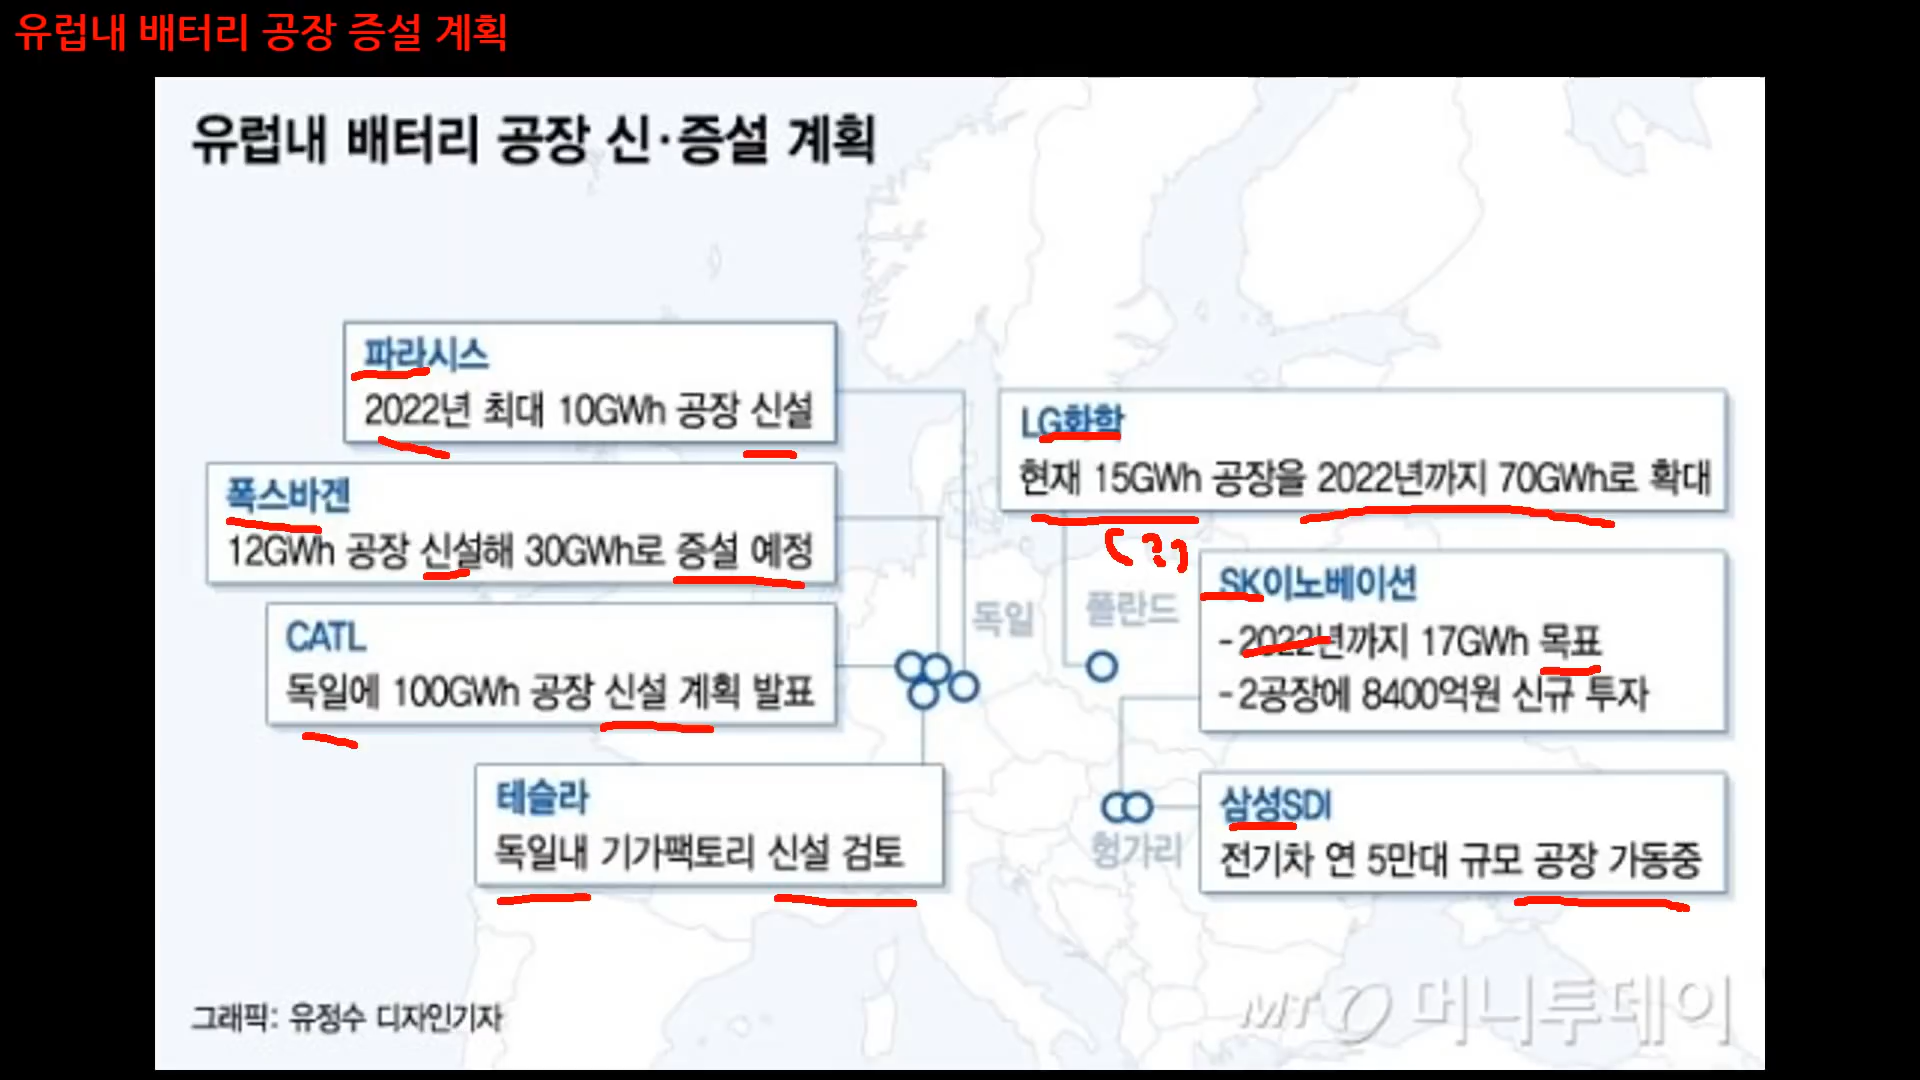 유럽내 배터리 공장 증설 계획
유럽내 배터리 공장 신·증설 계획
파라시스
2022년 최대 10GWh 공장 신설
폭스바겐
12GWh 공장 신설해 30GWh로 증설 예정
CATL
독일에 100GWh 공장 신설 계획 발표
테슬라
독일내 기가팩토리 신설 검토
LG화학
현재 15GWh 공장을 2022년까지 70GWh로 확대
(??)
SK이노베이션
-2022년까지 17GWh 목표
-2공장에 8400억원 신규 투자
삼성SDI
전기차 연 5만대 규모 공장 가동중
독일
폴란드
헝가리
그래픽: 유정수 디자인기자
MT 머니투데이